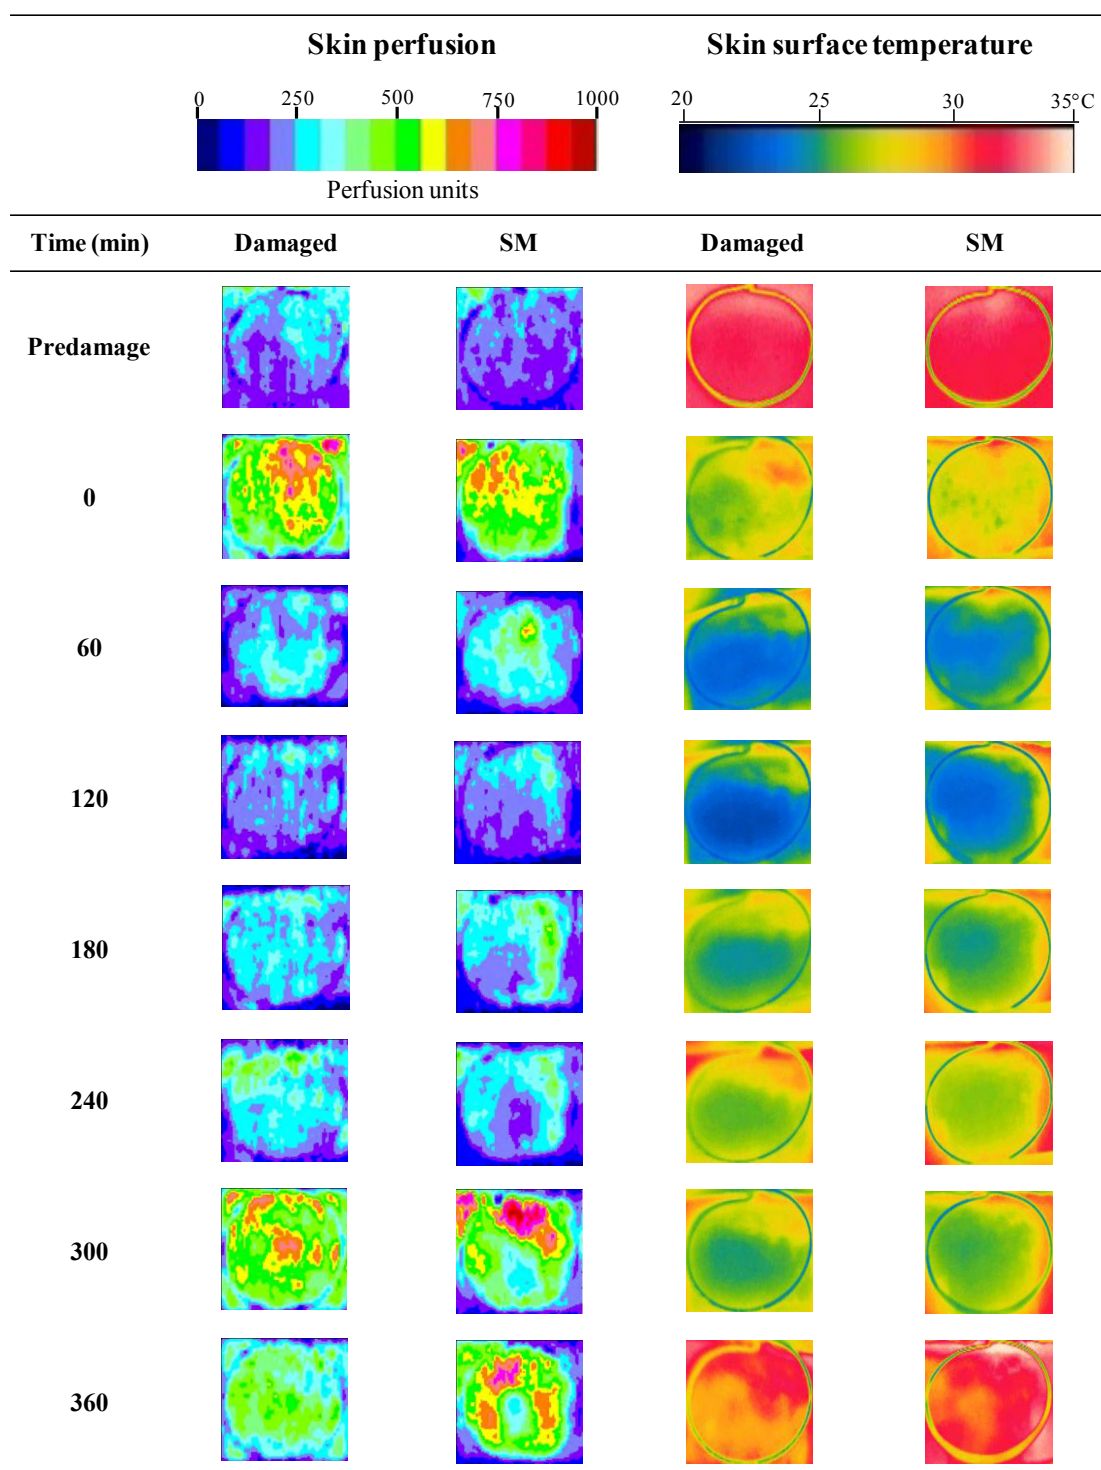 Skin perfusion Skin surface temperature
0 250 500 750 1000 20 25 30 35°C
Perfusion units
Time (min) Damaged SM Damaged SM
Predamage
0
60
120
180
240
300
360